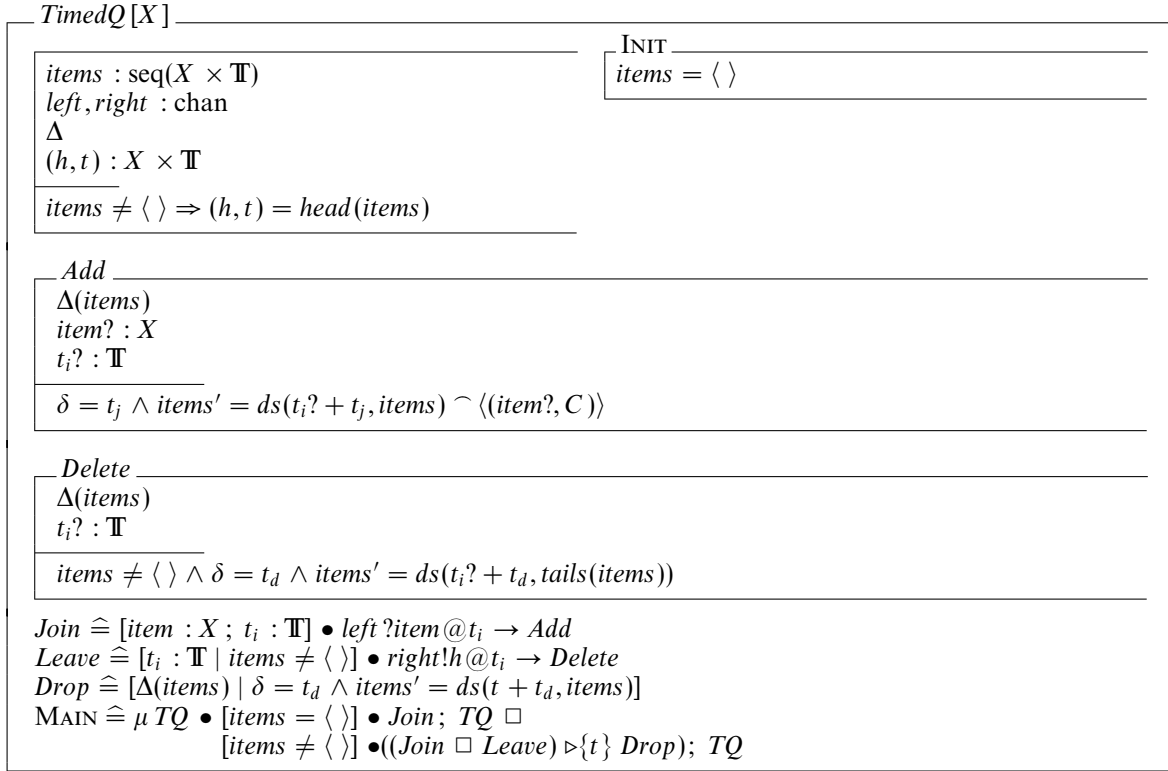 TimedQ [X]
items : seq(X × 𝕋)
left, right : chan
Δ
(h, t) : X × 𝕋
items ≠ ⟨ ⟩ ⇒ (h, t) = head(items)
INIT
items = ⟨ ⟩
Add
Δ(items)
item? : X
tᵢ? : 𝕋
δ = tⱼ ∧ items′ = ds(tᵢ? + tⱼ, items) ⌢ ⟨(item?, C)⟩
Delete
Δ(items)
tᵢ? : 𝕋
items ≠ ⟨ ⟩ ∧ δ = t_d ∧ items′ = ds(tᵢ? + t_d, tails(items))
Join ≙ [item : X ; tᵢ : 𝕋] • left?item@tᵢ → Add
Leave ≙ [tᵢ : 𝕋 | items ≠ ⟨ ⟩] • right!h@tᵢ → Delete
Drop ≙ [Δ(items) | δ = t_d ∧ items′ = ds(t + t_d, items)]
MAIN ≙ μ TQ • [items = ⟨ ⟩] • Join ; TQ □
[items ≠ ⟨ ⟩] •((Join □ Leave) ▹{t} Drop); TQ